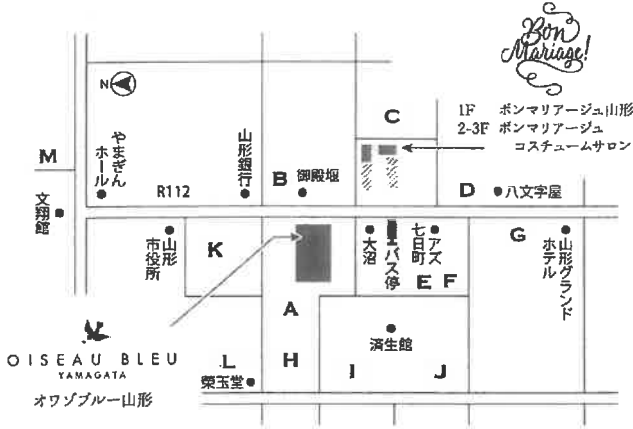 Bon
Mariage!
1F ボンマリアージュ山形
2-3F ボンマリアージュ
コスチュームサロン
N
C
M
やまぎん
ホール
山形銀行
B
御殿堰
D
八文字屋
文翔館
R112
山形
市役所
K
大沼
バス停
アズ
七日町
E
F
G
山形グランド
ホテル
A
済生館
OISEAU BLEU
YAMAGATA
オワゾブルー山形
L
栄玉堂
H
I
J